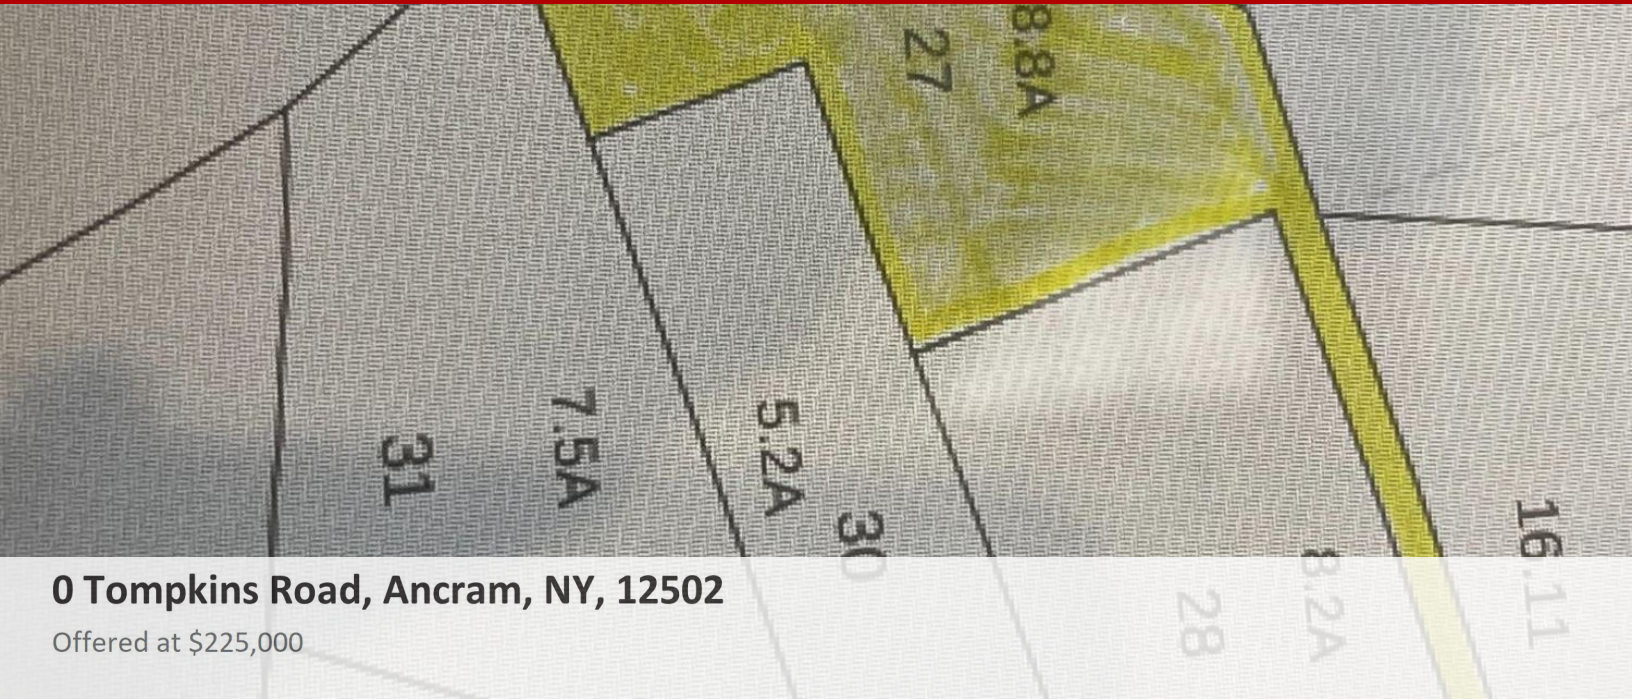 8.8A
27
31
7.5A
5.2A
30
8.2A
28
16.11
0 Tompkins Road, Ancram, NY, 12502
Offered at $225,000